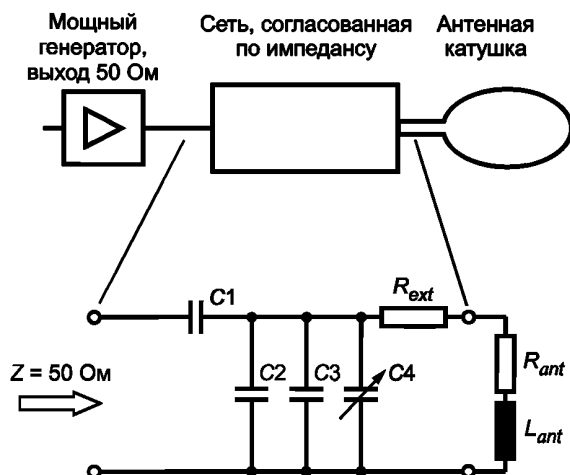 Мощный
генератор,
выход 50 Ом
Сеть, согласованная
по импедансу
Антенная
катушка
C1
R_ext
C2
C3
C4
R_ant
Z = 50 Ом
L_ant